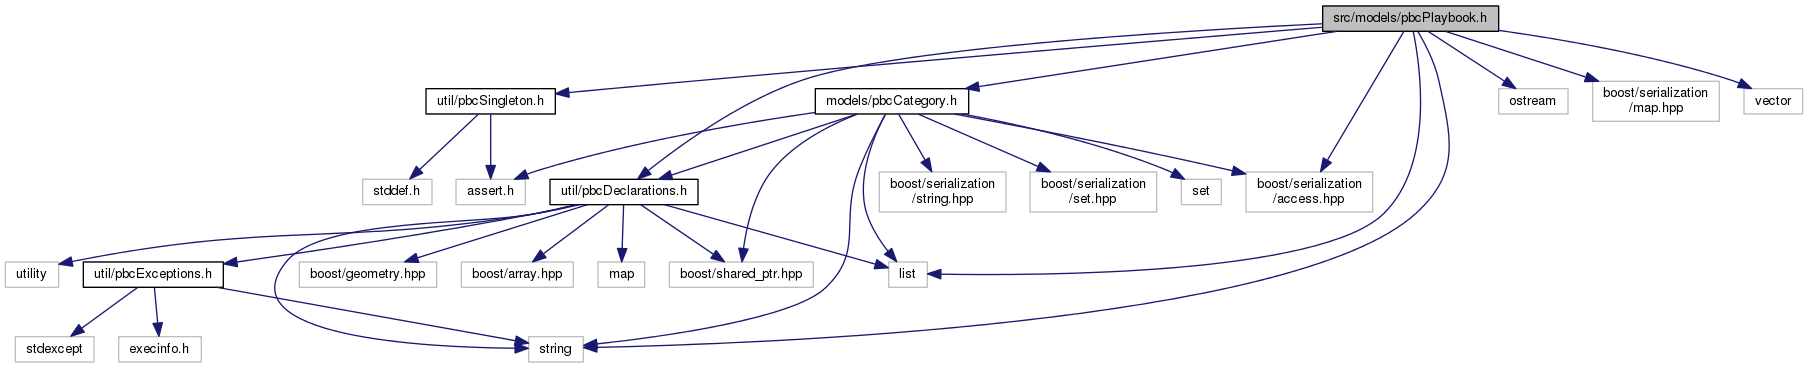 src/models/pbcPlaybook.h
util/pbcSingleton.h
models/pbcCategory.h
ostream
boost/serialization
/map.hpp
vector
stddef.h
assert.h
util/pbcDeclarations.h
boost/serialization
/string.hpp
boost/serialization
/set.hpp
set
boost/serialization
/access.hpp
utility
util/pbcExceptions.h
boost/geometry.hpp
boost/array.hpp
map
boost/shared_ptr.hpp
list
stdexcept
execinfo.h
string